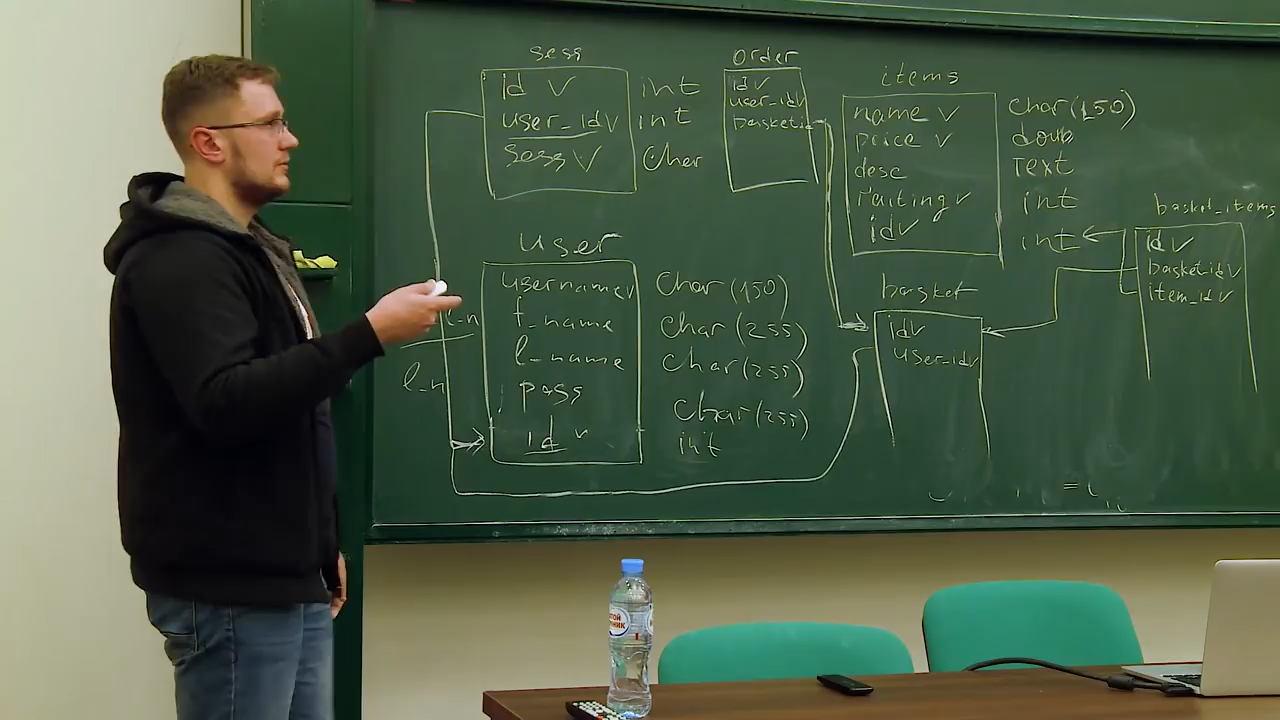 sess
id v int
user_id v int
sess v Char
order
id v
user_id v
basket
items
name v char(150)
price v doub
desc Text
raiting v int
id v int
basket_items
id v
basket_id v
item_id v
user
username v Char(150)
f_name char(255)
l_name char(255)
pass Char(255)
id v int
l-n
l-n
basket
id v
user_id v
=